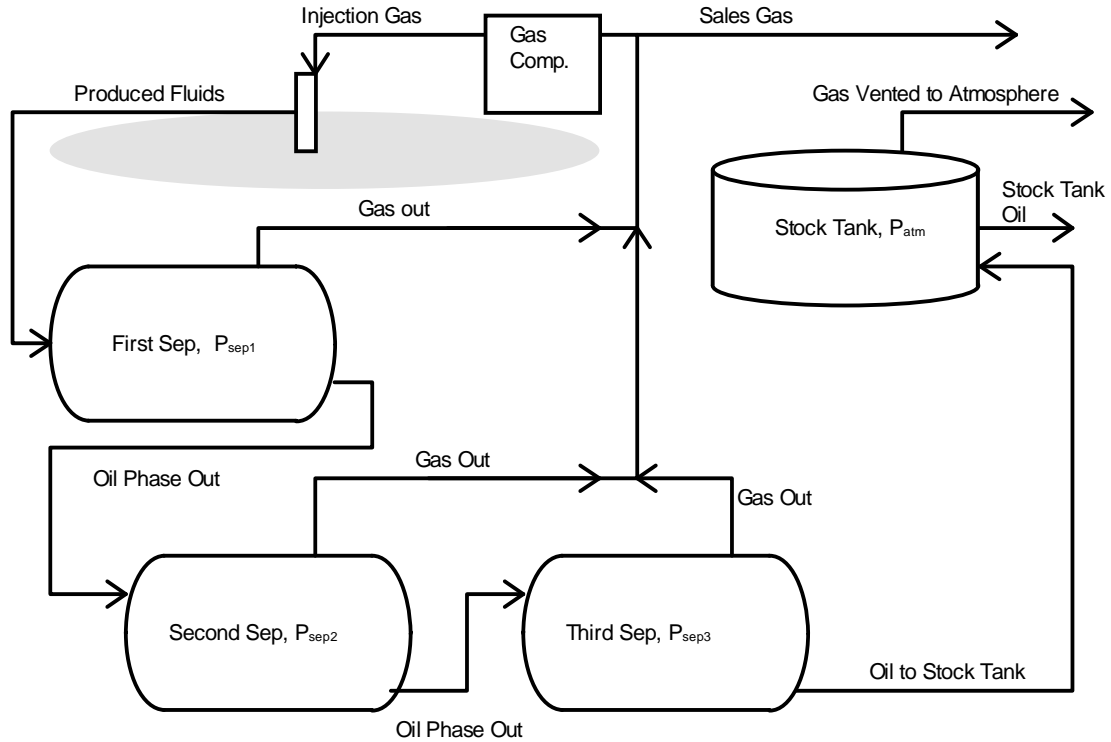 Injection Gas
Sales Gas
Gas
Comp.
Produced Fluids
Gas Vented to Atmosphere
Stock Tank
Oil
Gas out
Stock Tank, Patm
First Sep, Psep1
Gas Out
Oil Phase Out
Gas Out
Second Sep, Psep2
Third Sep, Psep3
Oil to Stock Tank
Oil Phase Out